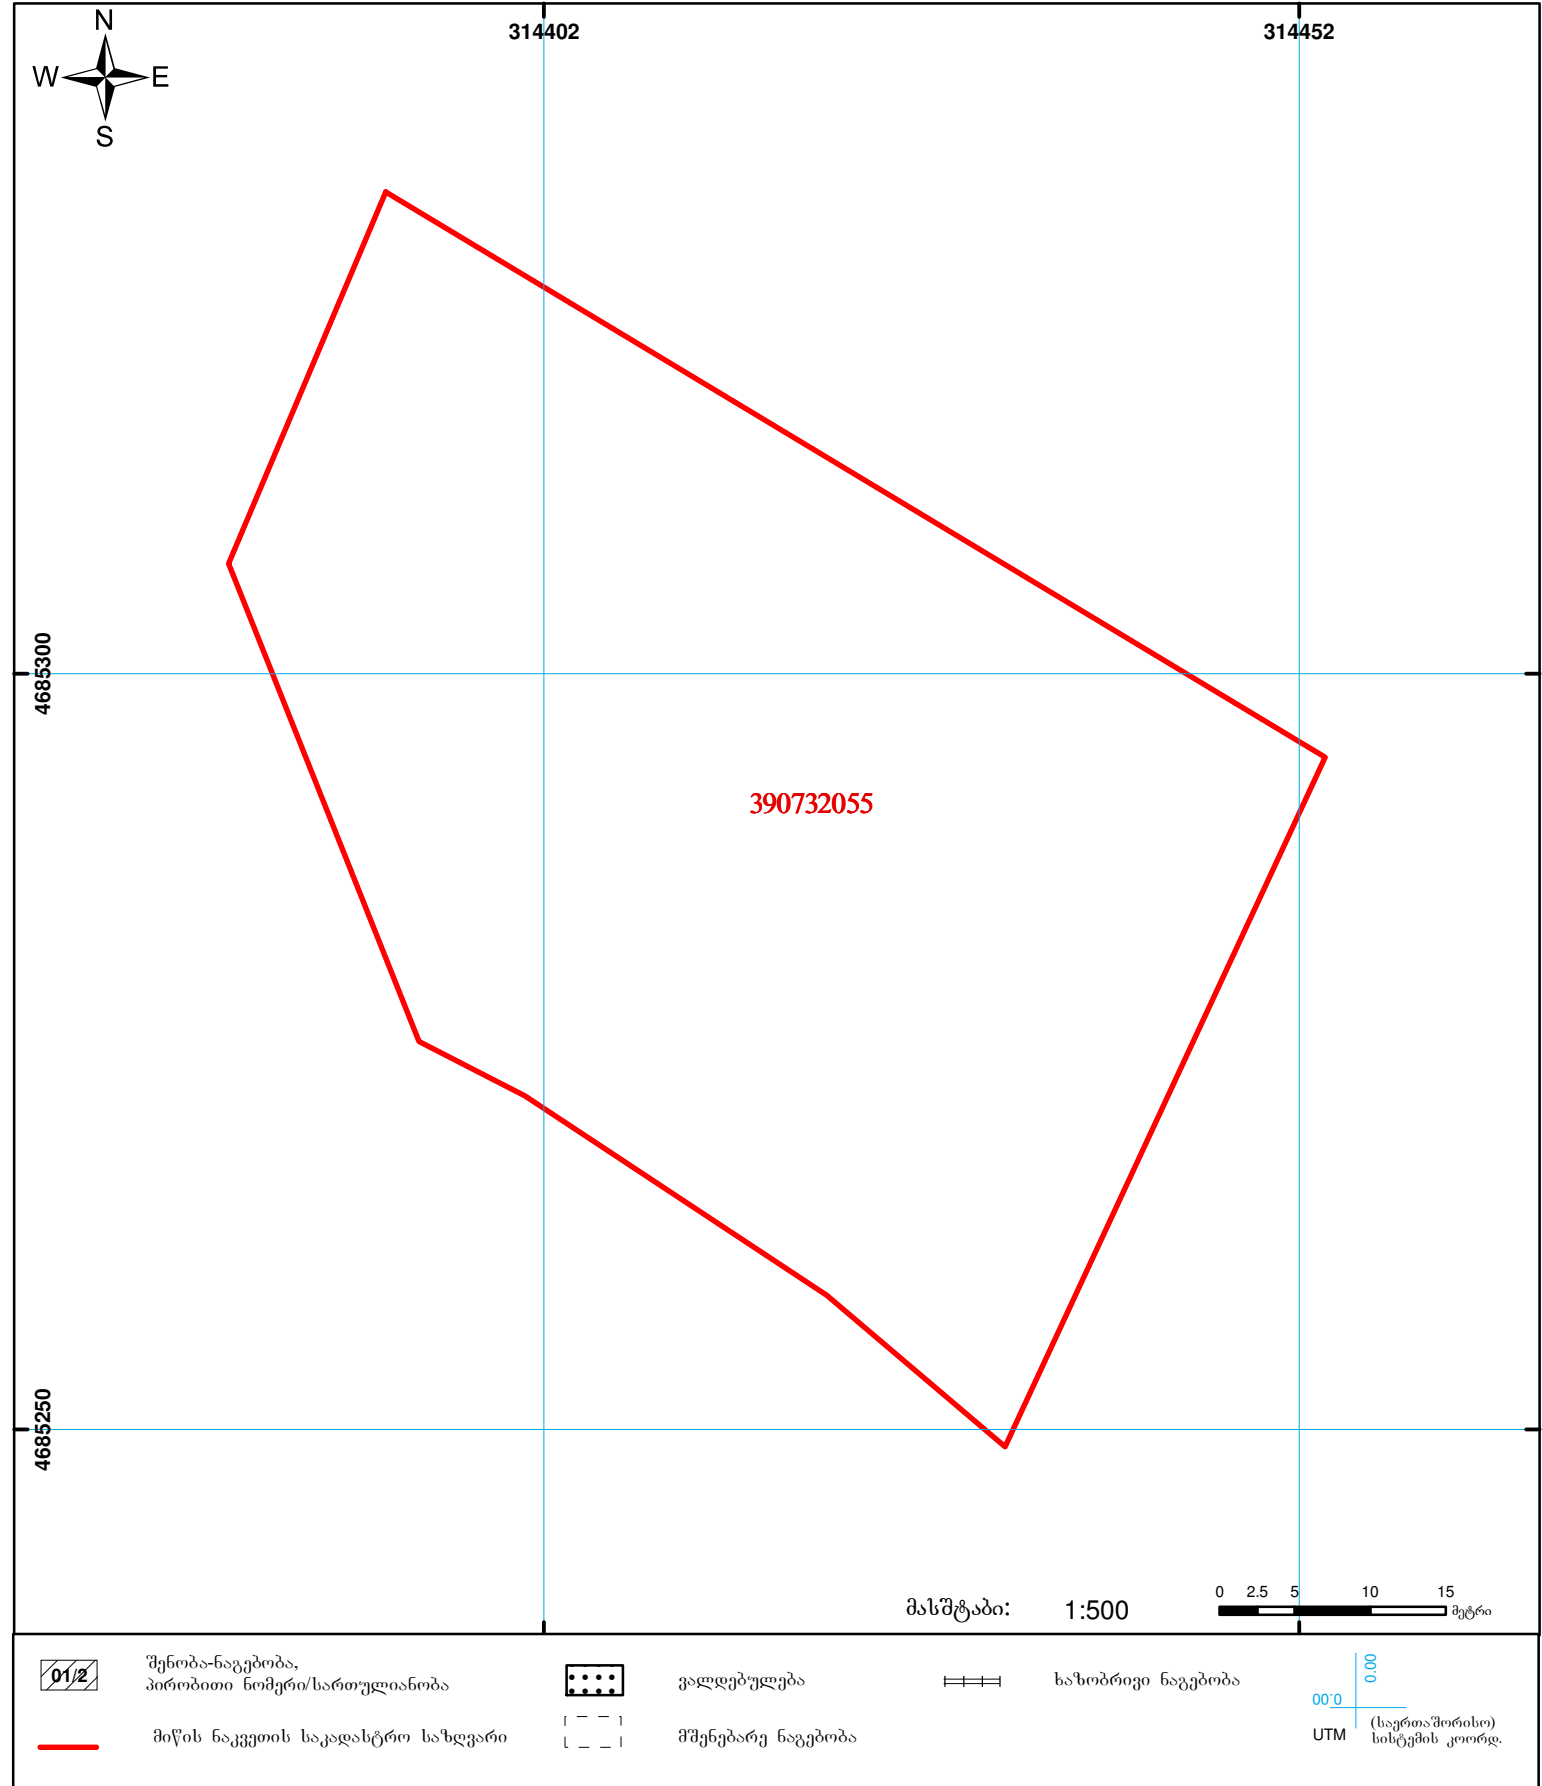 N
W E
S
314402
314452
4685300
4685250
390732055
მასშტაბი: 1:500
0 2.5 5 10 15
მეტრი
01/2
შენობა-ნაგებობა,
პირობითი ნომერი/სართულიანობა
ვალდებულება
ხაზობრივი ნაგებობა
მიწის ნაკვეთის საკადასტრო საზღვარი
მშენებარე ნაგებობა
0.00
0.00
UTM
(საერთაშორისო)
სისტემის კოორდ.